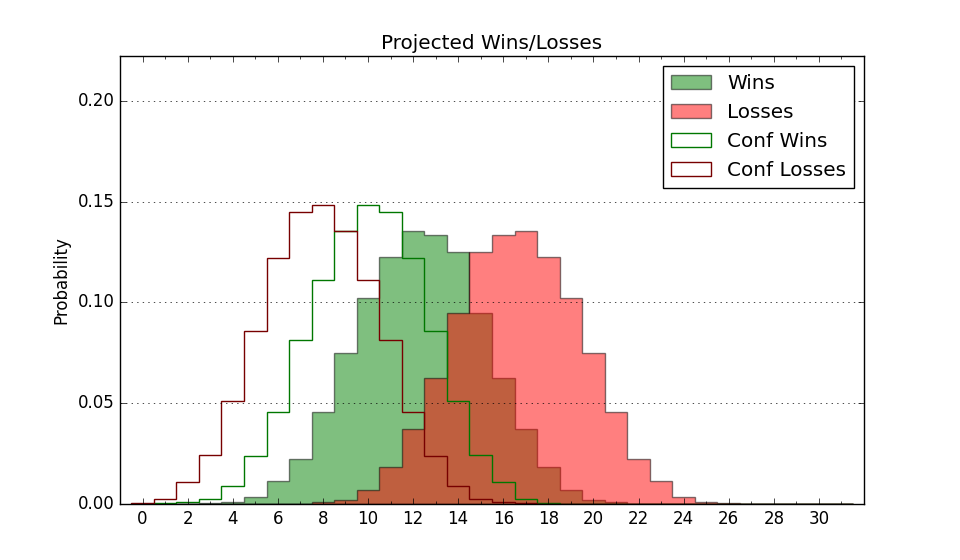 Projected Wins/Losses
Wins
Losses
Conf Wins
Conf Losses
Probability
0.20
0.15
0.10
0.05
0.00
0 2 4 6 8 10 12 14 16 18 20 22 24 26 28 30